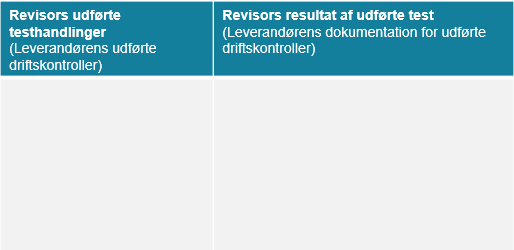 Revisors udførte
testhandlinger
(Leverandørens udførte
driftskontroller)
Revisors resultat af udførte test
(Leverandørens dokumentation for udførte
driftskontroller)